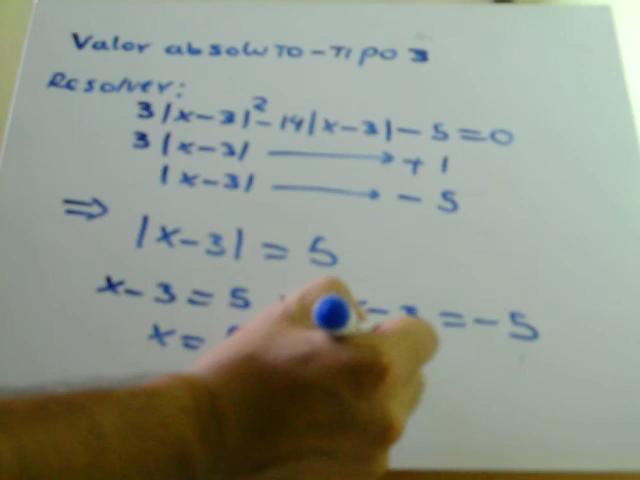 Valor absoluto-Tipo 3
Resolver:
3|x-3|²-14|x-3|-5=0
3|x-3| → +1
|x-3| → -5
⇒ |x-3| = 5
x-3=5 x-3=-5
x=